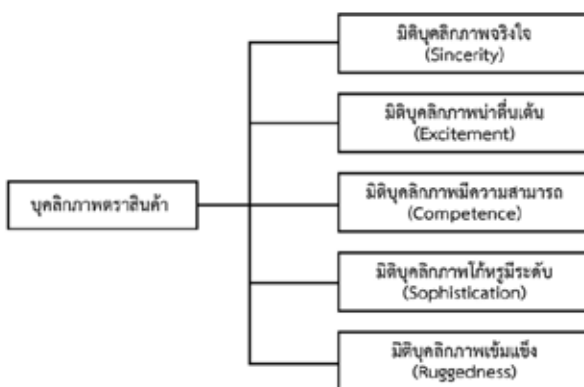 มิติบุคลิกภาพจริงใจ
(Sincerity)
มิติบุคลิกภาพน่าตื่นเต้น
(Excitement)
บุคลิกภาพตราสินค้า
มิติบุคลิกภาพมีความสามารถ
(Competence)
มิติบุคลิกภาพโก้หรูมีระดับ
(Sophistication)
มิติบุคลิกภาพเข้มแข็ง
(Ruggedness)